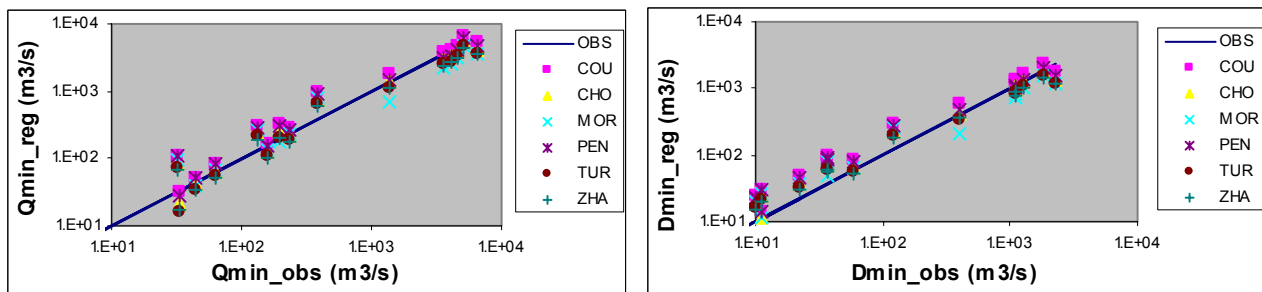 Qmin_reg (m3/s)
1.E+04
1.E+03
1.E+02
1.E+01
1.E+01
1.E+02
1.E+03
1.E+04
Qmin_obs (m3/s)
OBS
COU
CHO
MOR
PEN
TUR
ZHA
Dmin_reg (m3/s)
1.E+04
1.E+03
1.E+02
1.E+01
1.E+01
1.E+02
1.E+03
1.E+04
Dmin_obs (m3/s)
OBS
COU
CHO
MOR
PEN
TUR
ZHA